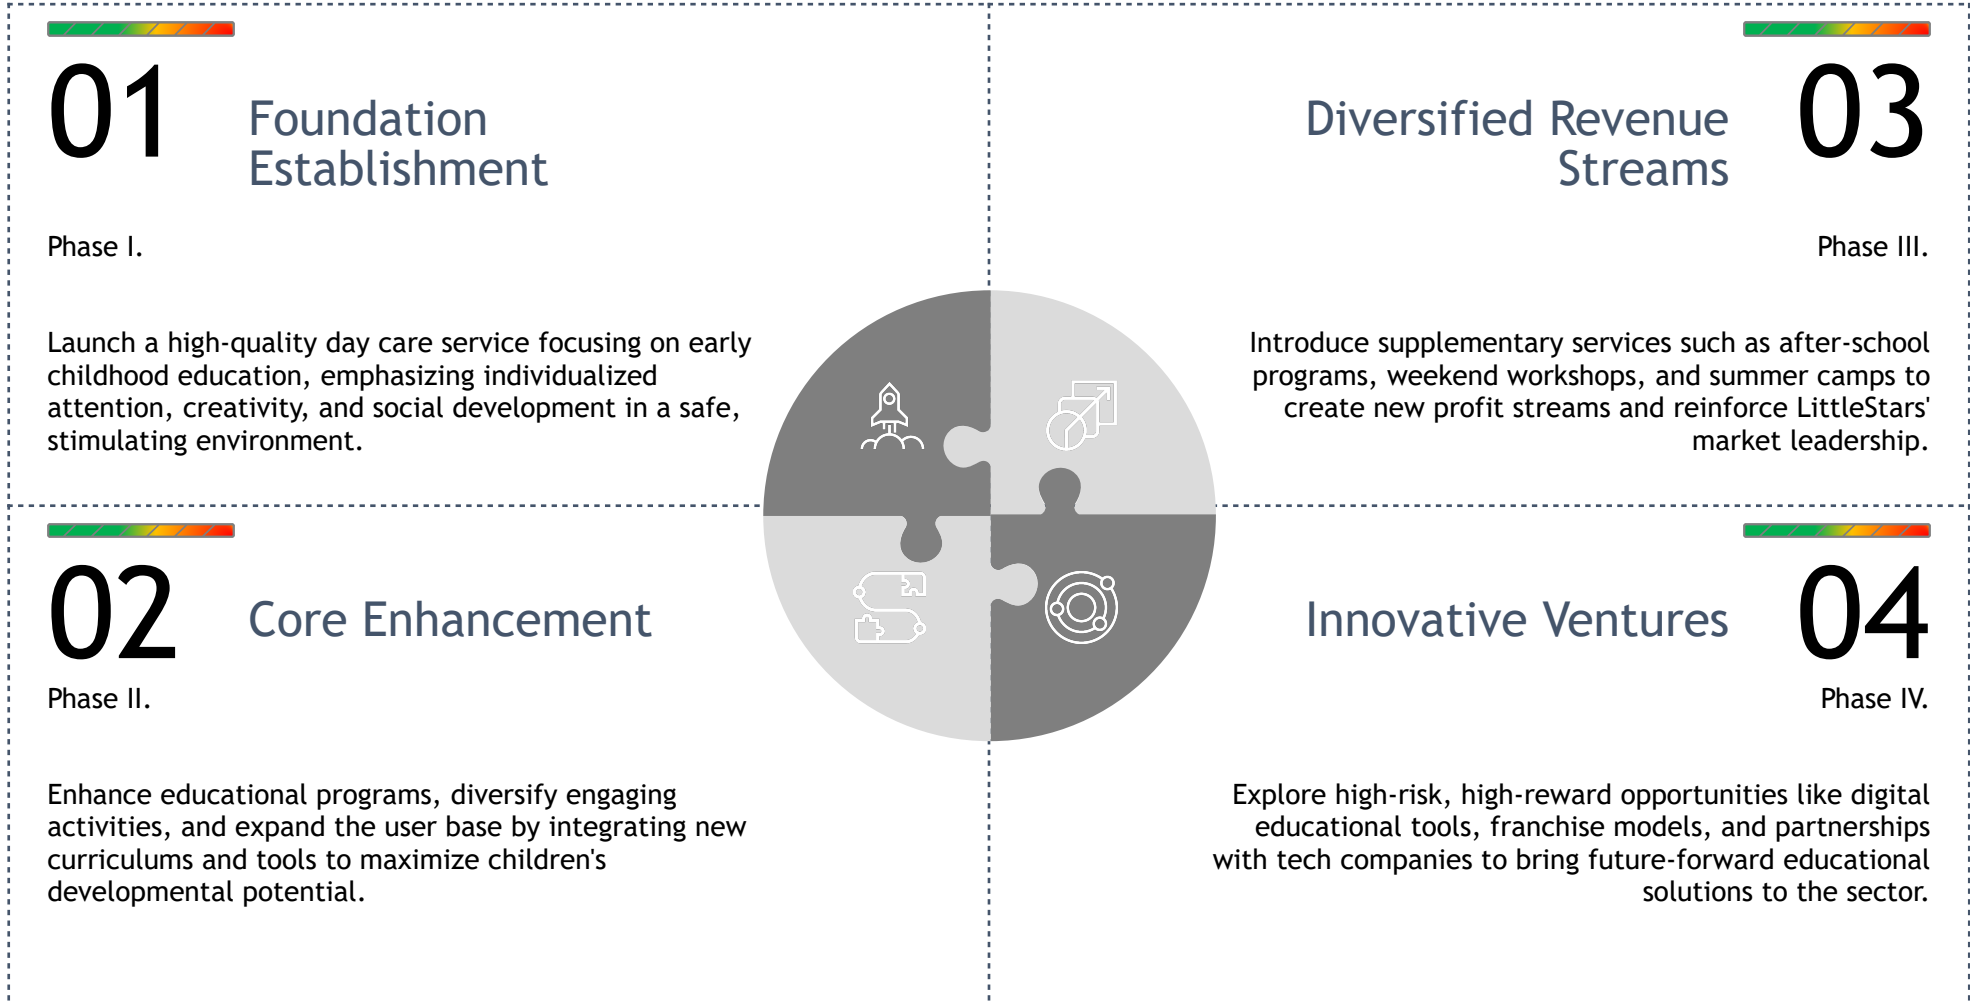 01
Foundation
Establishment
Phase I.
Launch a high-quality day care service focusing on early
childhood education, emphasizing individualized
attention, creativity, and social development in a safe,
stimulating environment.
02
Core Enhancement
Phase II.
Enhance educational programs, diversify engaging
activities, and expand the user base by integrating new
curriculums and tools to maximize children's
developmental potential.
03
Diversified Revenue
Streams
Phase III.
Introduce supplementary services such as after-school
programs, weekend workshops, and summer camps to
create new profit streams and reinforce LittleStars'
market leadership.
04
Innovative Ventures
Phase IV.
Explore high-risk, high-reward opportunities like digital
educational tools, franchise models, and partnerships
with tech companies to bring future-forward educational
solutions to the sector.